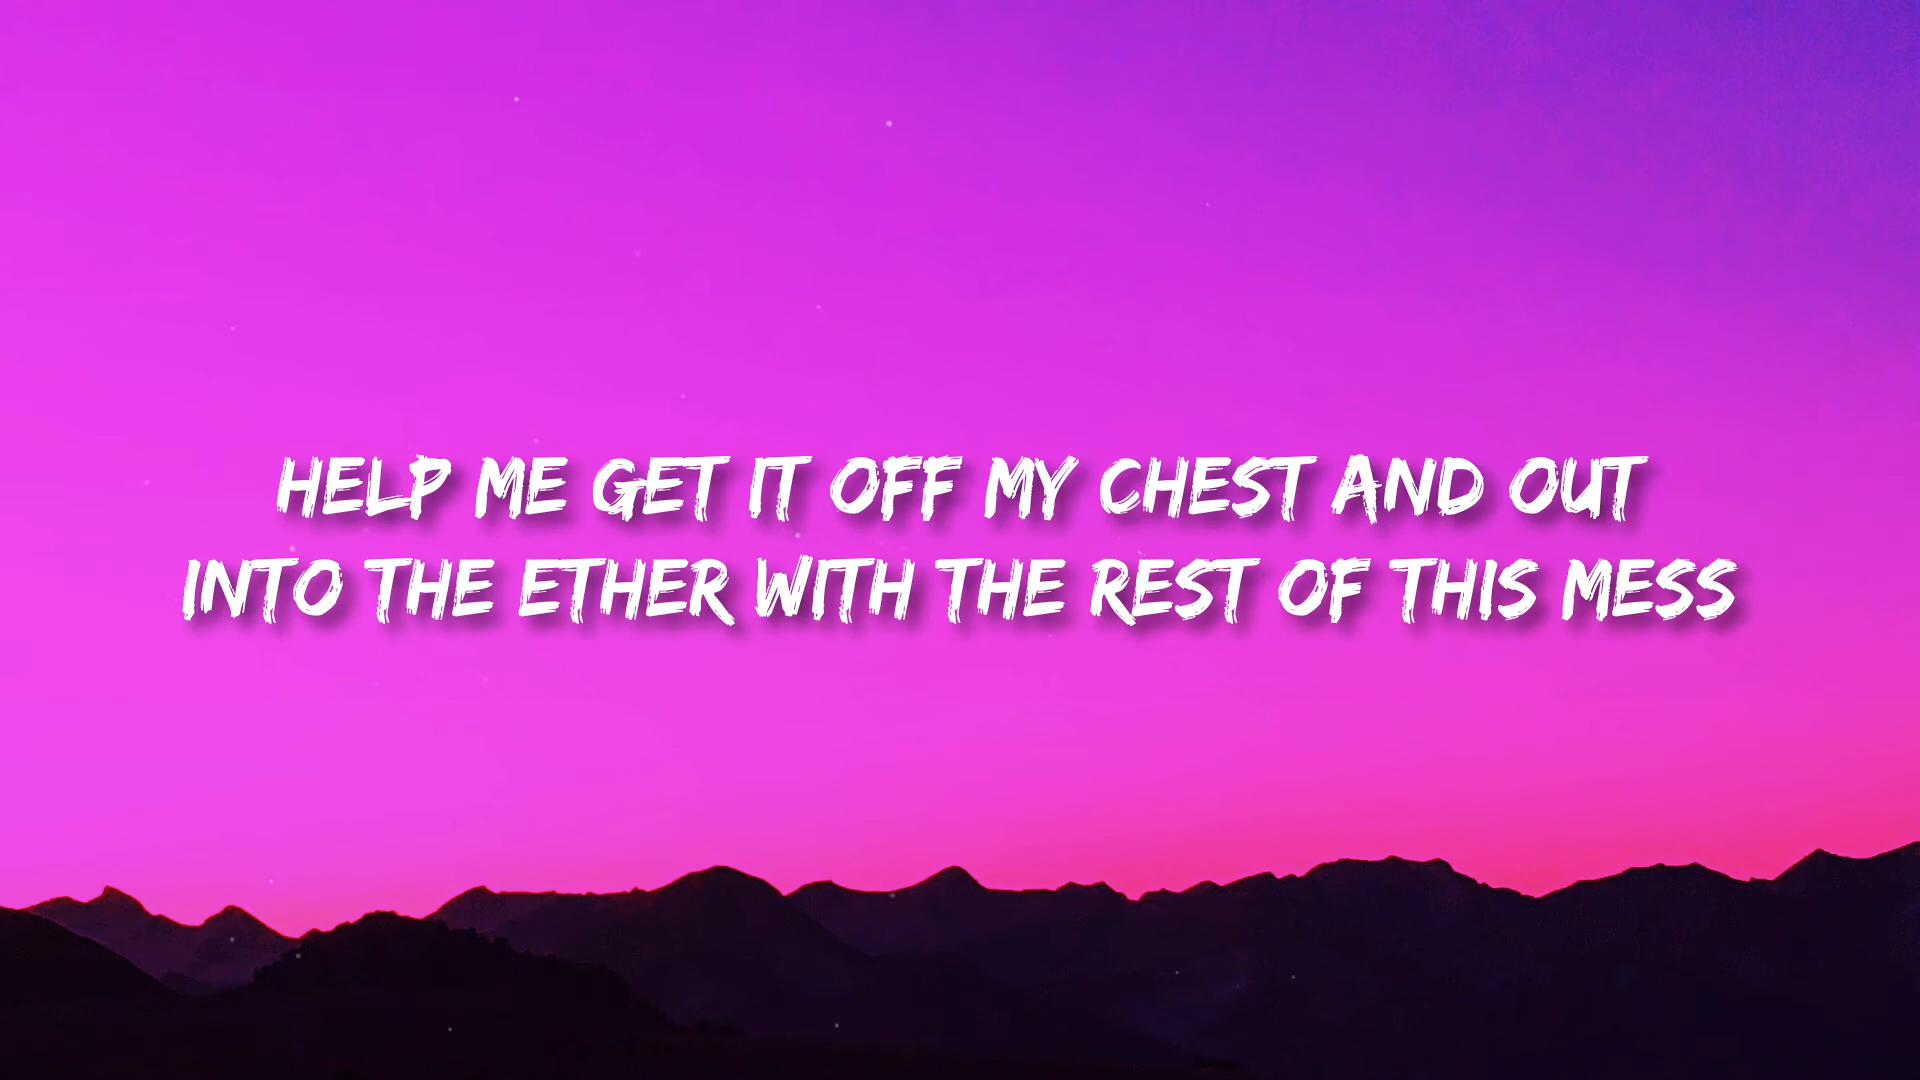 HELP ME GET IT OFF MY CHEST AND OUT
INTO THE ETHER WITH THE REST OF THIS MESS